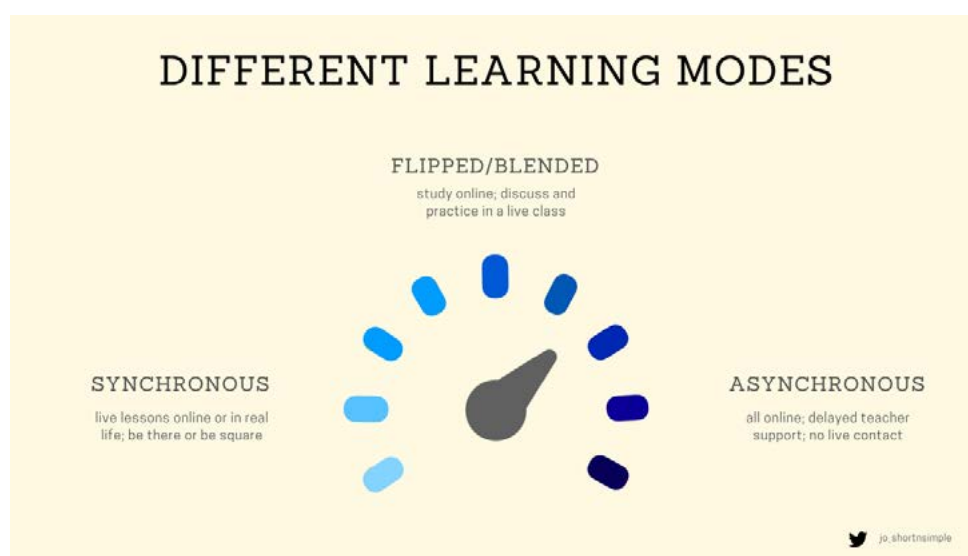 DIFFERENT LEARNING MODES
FLIPPED/BLENDED
study online; discuss and
practice in a live class
SYNCHRONOUS
live lessons online or in real
life; be there or be square
ASYNCHRONOUS
all online; delayed teacher
support; no live contact
jo_shortnsimple